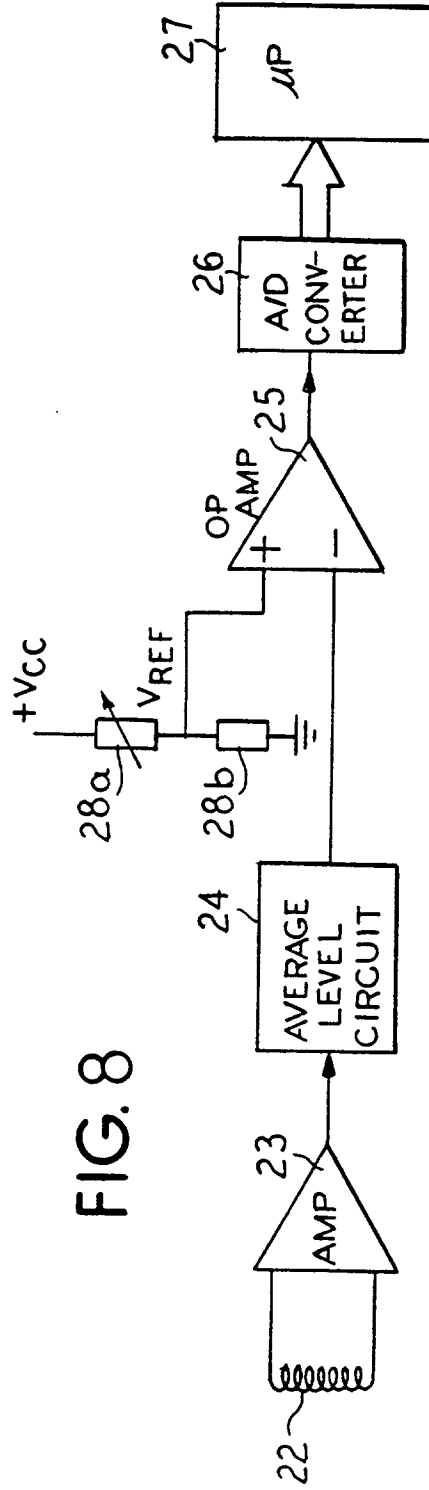 FIG. 8
22
23
AMP
24
AVERAGE
LEVEL
CIRCUIT
+VCC
28a
VREF
28b
OP
AMP
25
+
−
26
A/D
CONV-
ERTER
27
μP